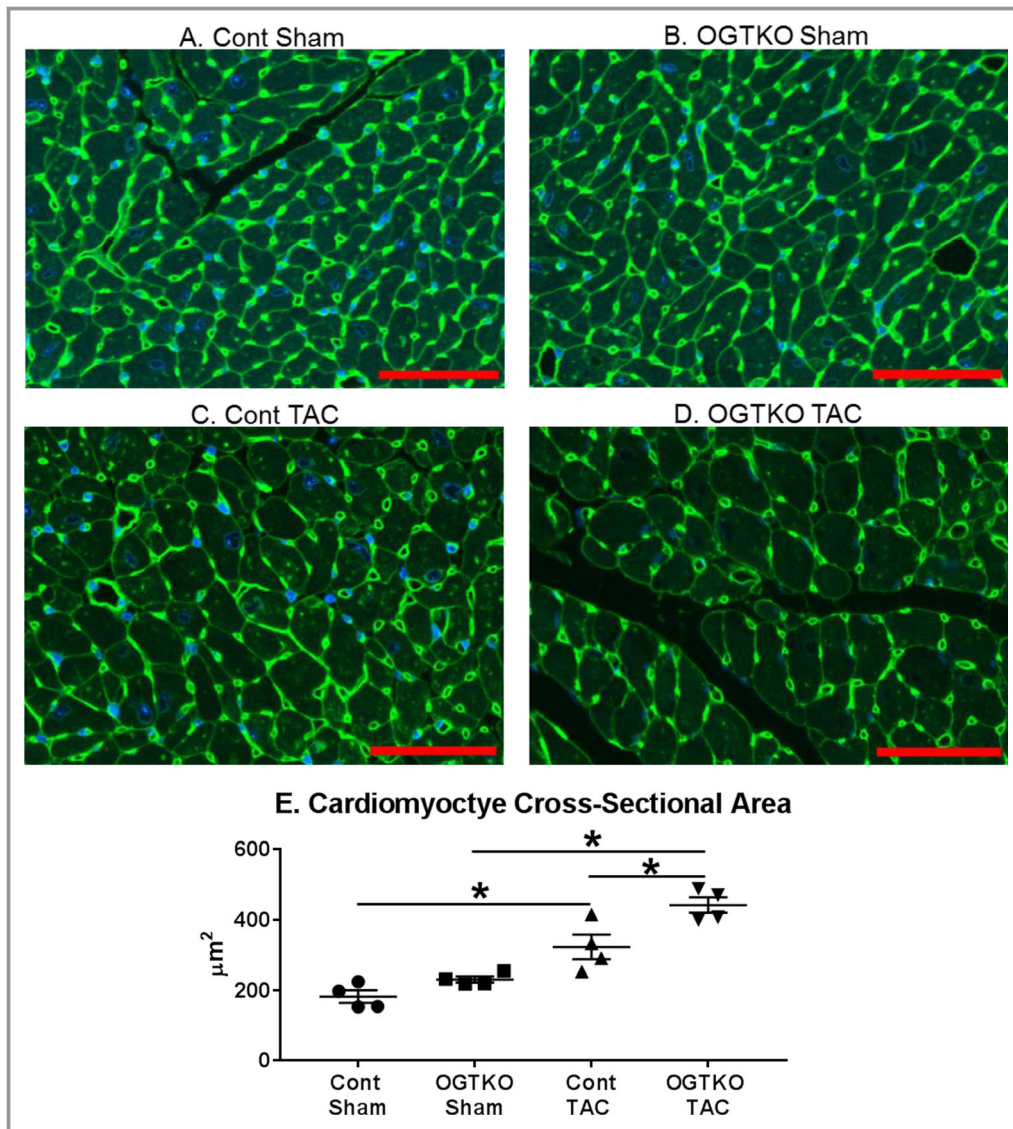 A. Cont Sham
B. OGTKO Sham
C. Cont TAC
D. OGTKO TAC
E. Cardiomyoctye Cross-Sectional Area
600
400
200
0
μm²
*
*
*
Cont Sham
OGTKO Sham
Cont TAC
OGTKO TAC